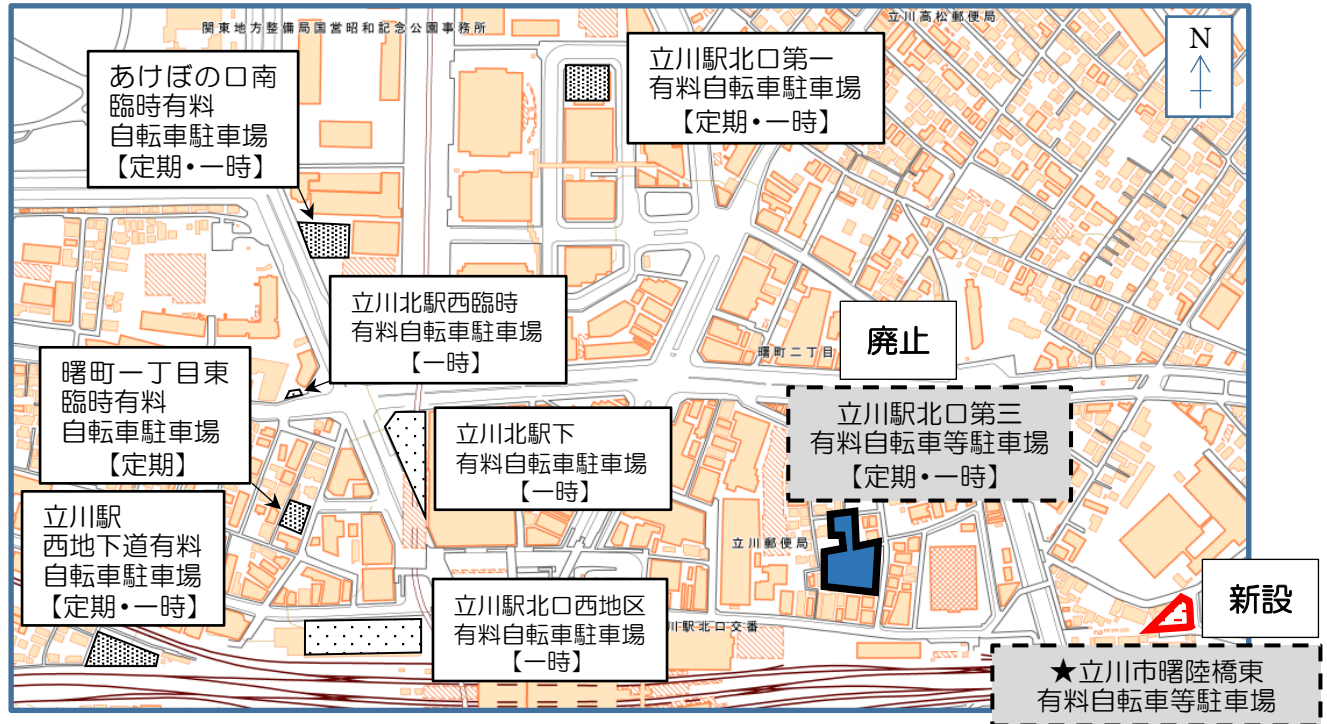 関東地方整備局国営昭和記念公園事務所
立川高松郵便局
N
あけぼの口南
臨時有料
自転車駐車場
【定期・一時】
立川駅北口第一
有料自転車駐車場
【定期・一時】
立川北駅西臨時
有料自転車駐車場
【一時】
曙町二丁目
廃止
曙町一丁目東
臨時有料
自転車駐車場
【定期】
立川北駅下
有料自転車駐車場
【一時】
立川駅北口第三
有料自転車等駐車場
【定期・一時】
立川駅
西地下道有料
自転車駐車場
【定期・一時】
立川郵便局
立川駅北口西地区
有料自転車駐車場
【一時】
川駅北口交番
新設
★立川市曙陸橋東
有料自転車等駐車場